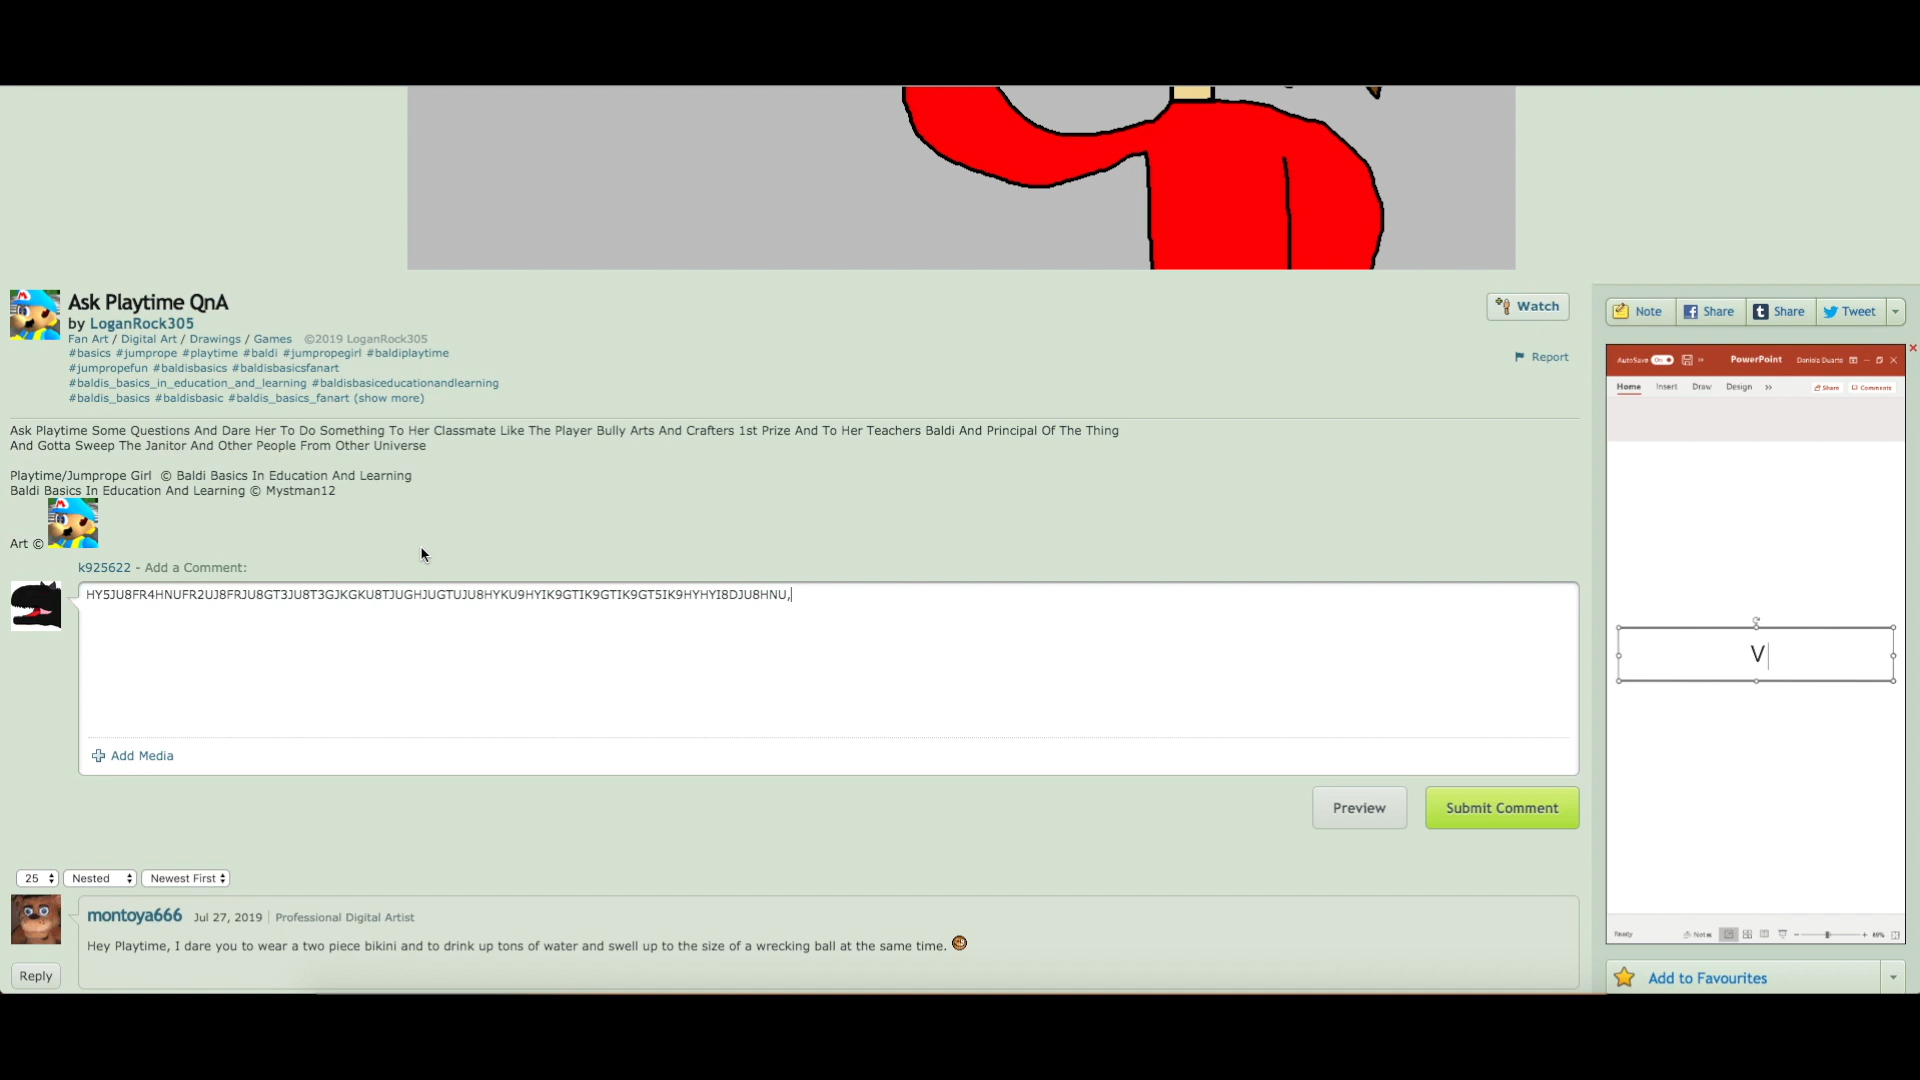 Ask Playtime QnA
by LoganRock305
Fan Art / Digital Art / Drawings / Games ©2019 LoganRock305
#basics #jumprope #playtime #baldi #jumpropegirl #baldiplaytime
#jumpropefun #baldisbasics #baldisbasicsfanart
#baldis_basics_in_education_and_learning #baldisbasiceducationandlearning
#baldis_basics #baldisbasic #baldis_basics_fanart (show more)
Watch
Report
Ask Playtime Some Questions And Dare Her To Do Something To Her Classmate Like The Player Bully Arts And Crafters 1st Prize And To Her Teachers Baldi And Principal Of The Thing
And Gotta Sweep The Janitor And Other People From Other Universe
Playtime/Jumprope Girl © Baldi Basics In Education And Learning
Baldi Basics In Education And Learning © Mystman12
Art ©
k925622 - Add a Comment:
HY5JU8FR4HNUFR2UJ8FRJU8GT3JU8T3GJKGKU8TJUGHJUGTUJU8HYKU9HYIK9GTIK9GTIK9GT5IK9HYHYI8DJU8HNU,
Add Media
Preview
Submit Comment
25
Nested
Newest First
montoya666 Jul 27, 2019 | Professional Digital Artist
Hey Playtime, I dare you to wear a two piece bikini and to drink up tons of water and swell up to the size of a wrecking ball at the same time.
Reply
Note
Share
Share
Tweet
AutoSave On
PowerPoint
Daniela Duarte
Home Insert Draw Design
Share
Comments
V
Ready
Notes
Add to Favourites